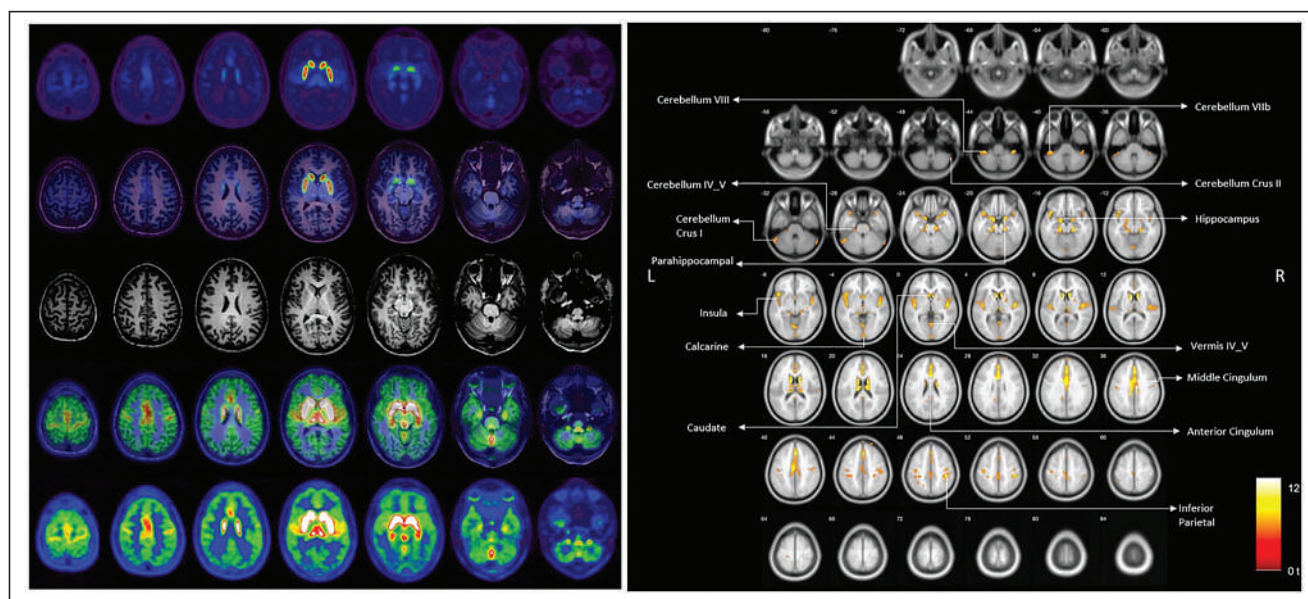 -80 -76 -72 -68 -64 -60
Cerebellum VIII
Cerebellum VIIb
-56 -52 -48 -44 -40 -36
Cerebellum IV_V
Cerebellum Crus II
-32 -28 -24 -20 -16 -12
Cerebellum
Crus I
Hippocampus
Parahippocampal
L
R
-8 -4 0 4 8 12
Insula
Calcarine
Vermis IV_V
16 20 24 28 32 36
Middle Cingulum
Caudate
Anterior Cingulum
40 44 48 52 56 60
12
Inferior
Parietal
64 68 72 76 80 84
0 t